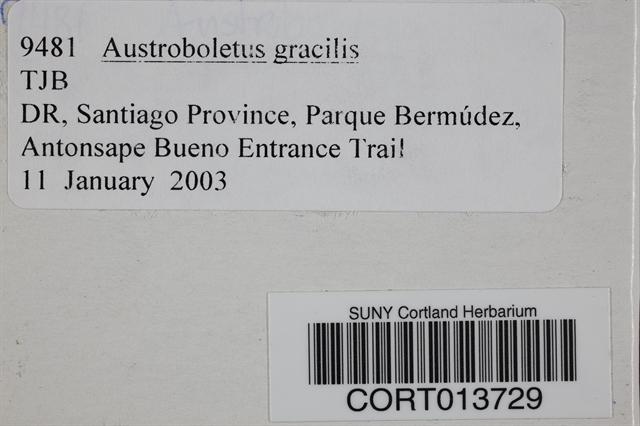 9481 Austroboletus gracilis
TJB
DR, Santiago Province, Parque Bermúdez,
Antonsape Bueno Entrance Trail
11 January 2003
SUNY Cortland Herbarium
CORT013729